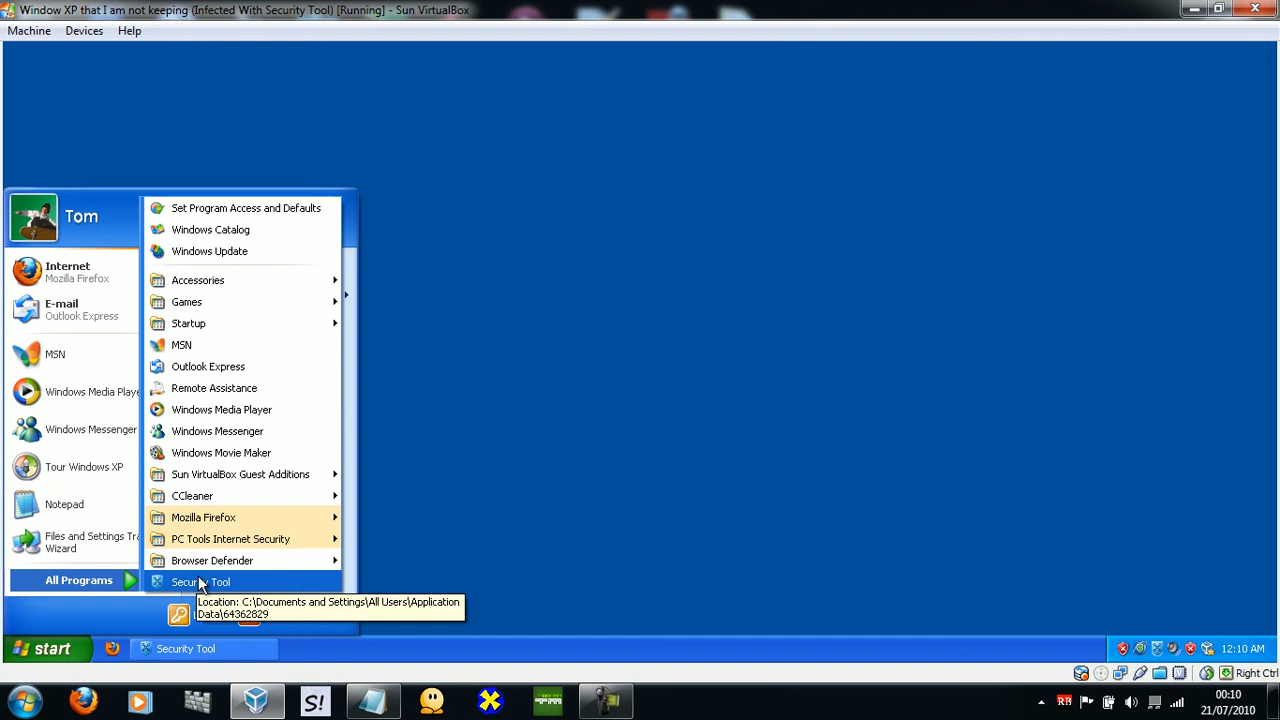 Window XP that I am not keeping (Infected With Security Tool) [Running] - Sun VirtualBox
Machine Devices Help
Tom
Internet
Mozilla Firefox
E-mail
Outlook Express
MSN
Windows Media Playe
Windows Messenger
Tour Windows XP
Notepad
Files and Settings Tra
Wizard
All Programs
Set Program Access and Defaults
Windows Catalog
Windows Update
Accessories
Games
Startup
MSN
Outlook Express
Remote Assistance
Windows Media Player
Windows Messenger
Windows Movie Maker
Sun VirtualBox Guest Additions
CCleaner
Mozilla Firefox
PC Tools Internet Security
Browser Defender
Security Tool
Location: C:\Documents and Settings\All Users\Application
Data\64362829
start
Security Tool
12:10 AM
Right Ctrl
S!
00:10
21/07/2010